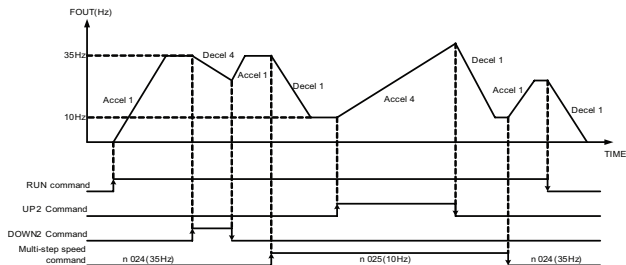 FOUT(Hz)
35Hz
Decel 4
Accel 1
Decel 1
Decel 1
Accel 1
Accel 4
Accel 1
Decel 1
10Hz
TIME
RUN command
UP2 Command
DOWN2 Command
Multi-step speed
command
n 024(35Hz)
n 025(10Hz)
n 024(35Hz)